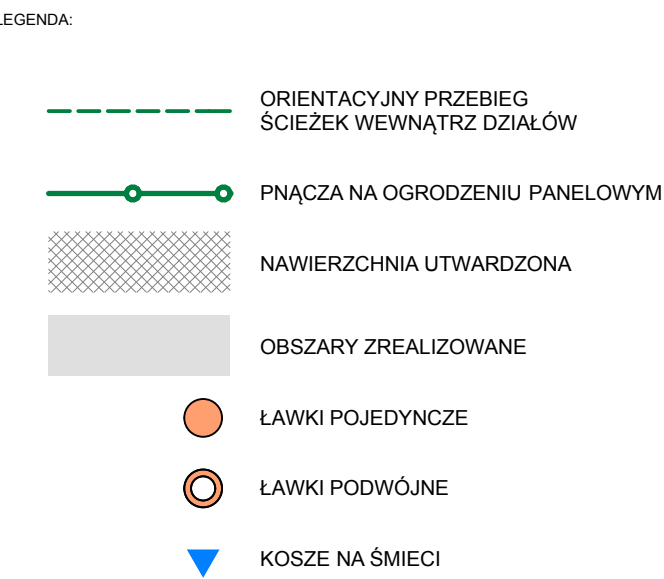 LEGENDA:
ORIENTACYJNY PRZEBIEG
ŚCIEŻEK WEWNĄTRZ DZIAŁÓW
PNĄCZA NA OGRODZENIU PANELOWYM
NAWIERZCHNIA UTWARDZONA
OBSZARY ZREALIZOWANE
ŁAWKI POJEDYNCZE
ŁAWKI PODWÓJNE
KOSZE NA ŚMIECI